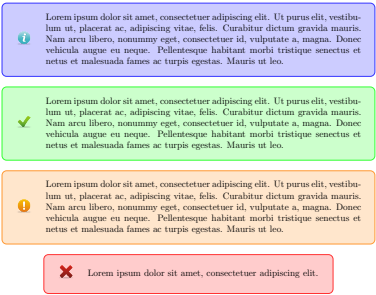 Lorem ipsum dolor sit amet, consectetuer adipiscing elit. Ut purus elit, vestibu-
lum ut, placerat ac, adipiscing vitae, felis. Curabitur dictum gravida mauris.
Nam arcu libero, nonummy eget, consectetuer id, vulputate a, magna. Donec
vehicula augue eu neque. Pellentesque habitant morbi tristique senectus et
netus et malesuada fames ac turpis egestas. Mauris ut leo.
Lorem ipsum dolor sit amet, consectetuer adipiscing elit. Ut purus elit, vestibu-
lum ut, placerat ac, adipiscing vitae, felis. Curabitur dictum gravida mauris.
Nam arcu libero, nonummy eget, consectetuer id, vulputate a, magna. Donec
vehicula augue eu neque. Pellentesque habitant morbi tristique senectus et
netus et malesuada fames ac turpis egestas. Mauris ut leo.
Lorem ipsum dolor sit amet, consectetuer adipiscing elit. Ut purus elit, vestibu-
lum ut, placerat ac, adipiscing vitae, felis. Curabitur dictum gravida mauris.
Nam arcu libero, nonummy eget, consectetuer id, vulputate a, magna. Donec
vehicula augue eu neque. Pellentesque habitant morbi tristique senectus et
netus et malesuada fames ac turpis egestas. Mauris ut leo.
Lorem ipsum dolor sit amet, consectetuer adipiscing elit.